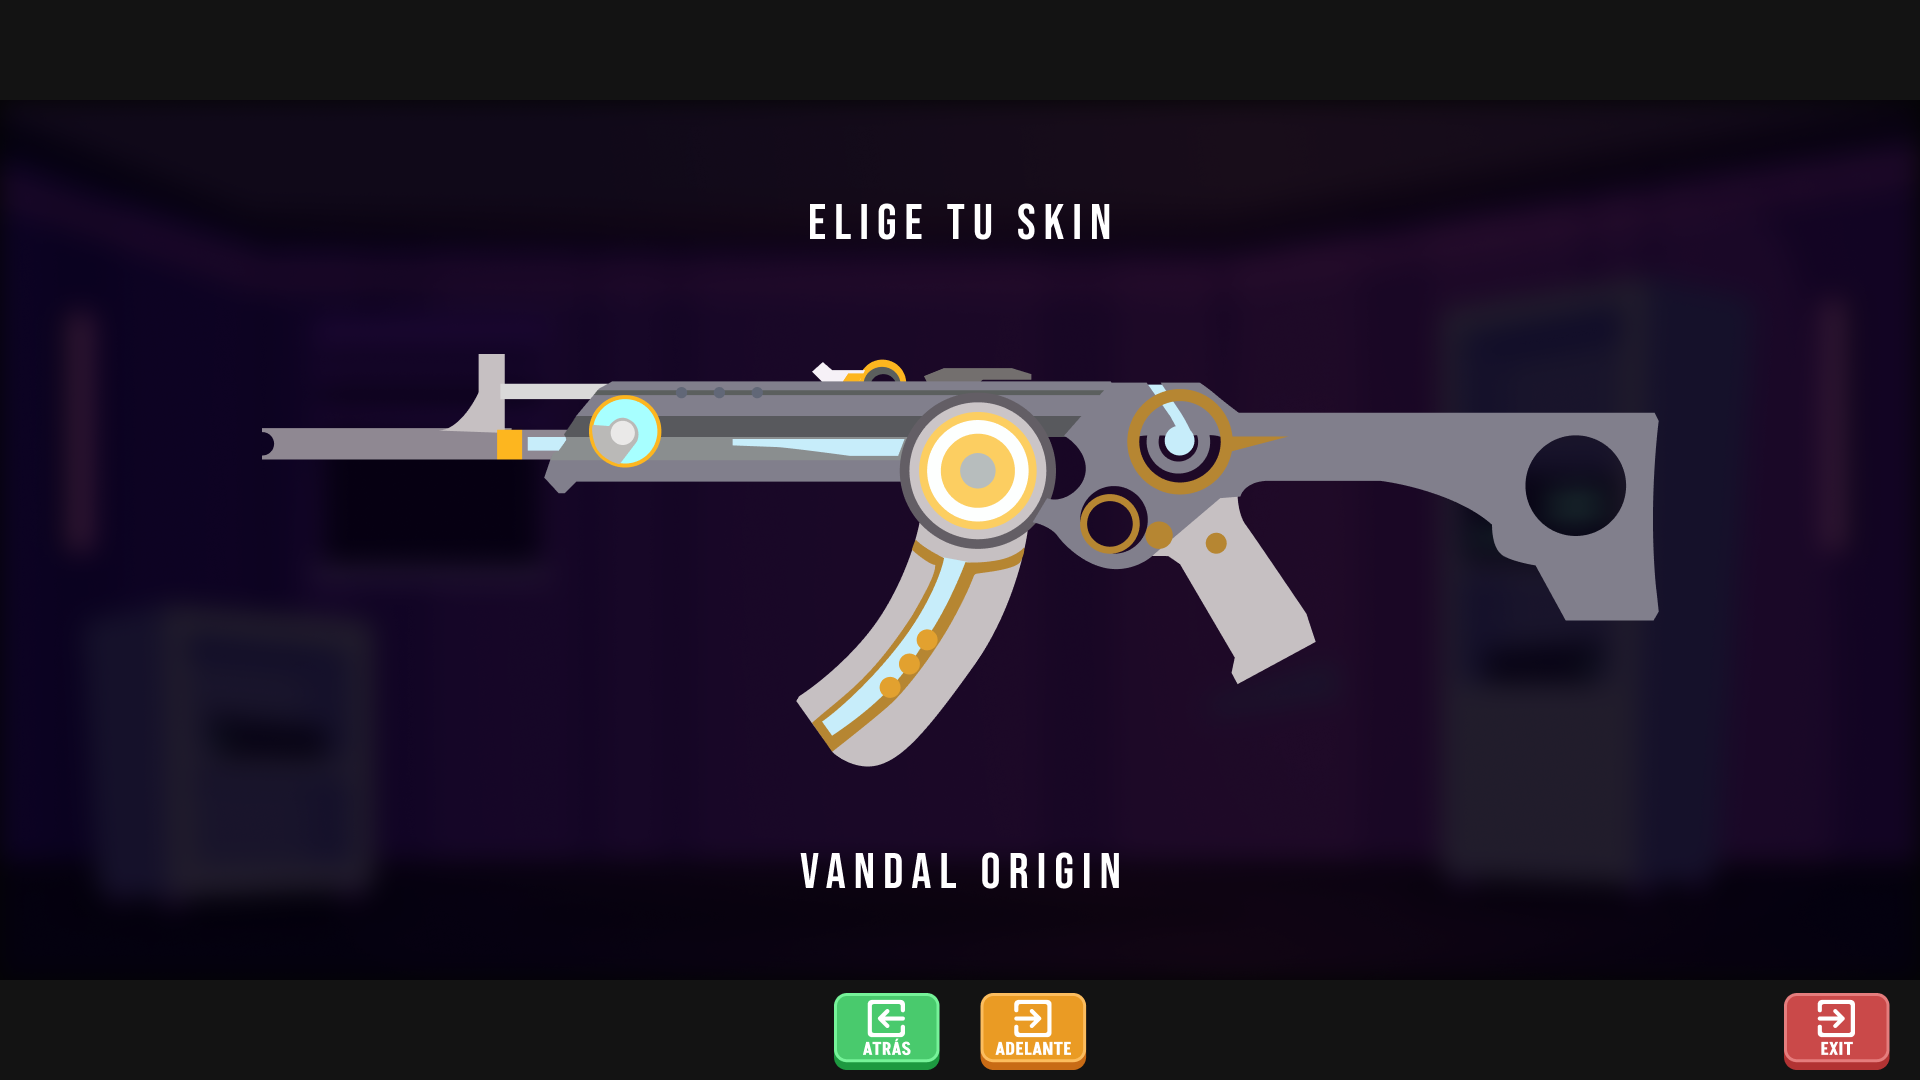 ELIGE TU SKIN
VANDAL ORIGIN
ATRÁS
ADELANTE
EXIT